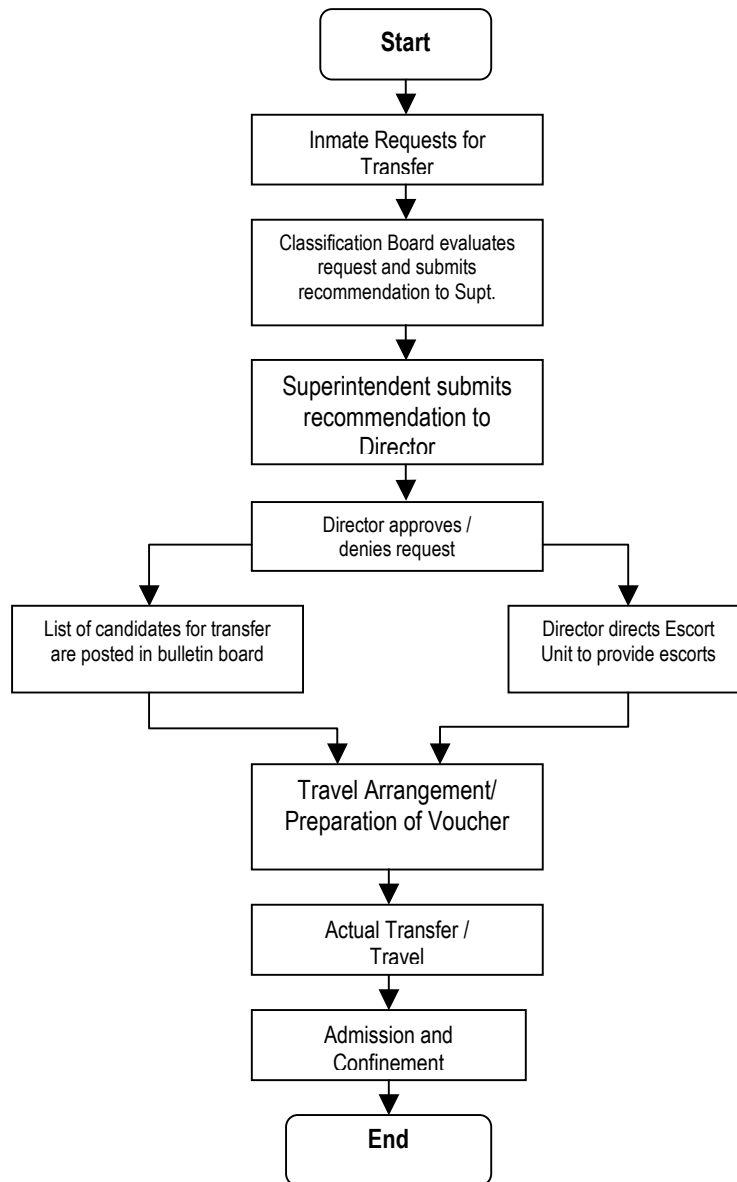 Start
Inmate Requests for
Transfer
Classification Board evaluates
request and submits
recommendation to Supt.
Superintendent submits
recommendation to
Director
Director approves /
denies request
List of candidates for transfer
are posted in bulletin board
Director directs Escort
Unit to provide escorts
Travel Arrangement/
Preparation of Voucher
Actual Transfer /
Travel
Admission and
Confinement
End